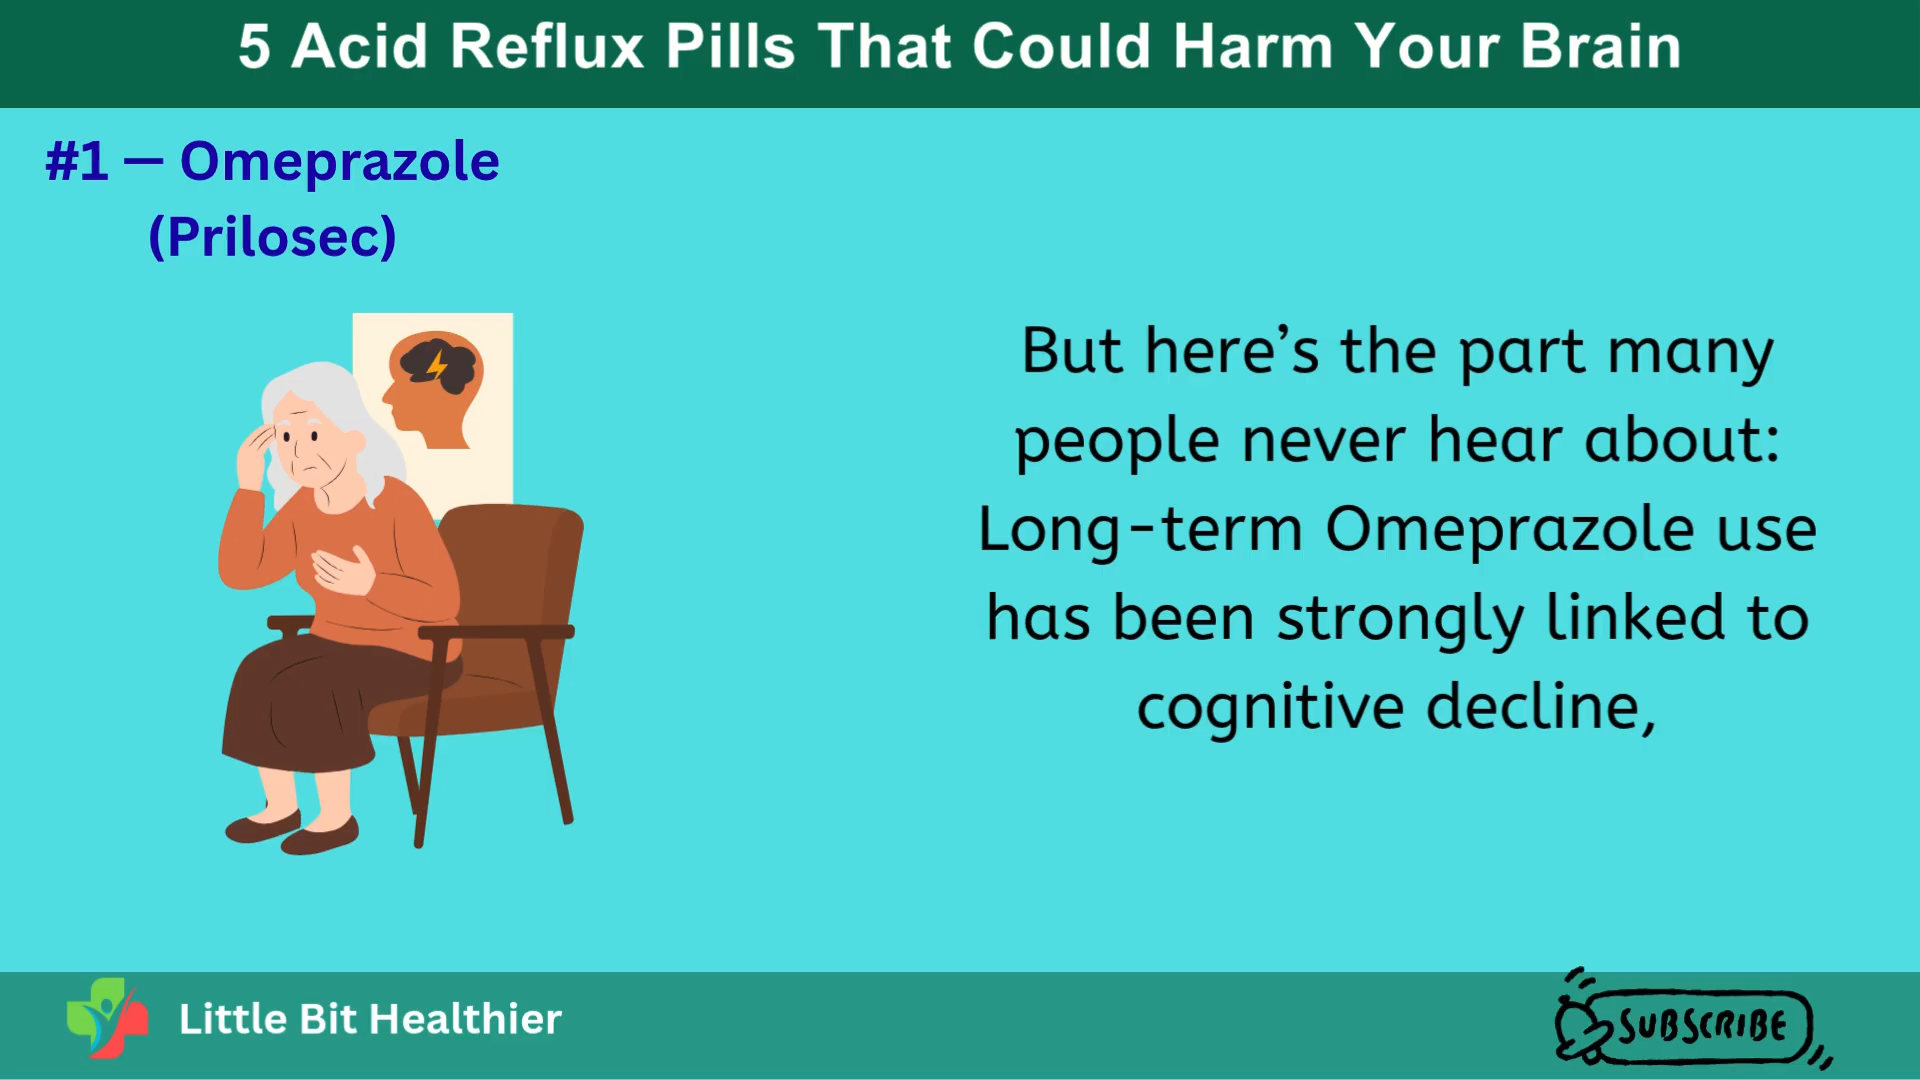 5 Acid Reflux Pills That Could Harm Your Brain
#1 — Omeprazole
(Prilosec)
But here’s the part many
people never hear about:
Long-term Omeprazole use
has been strongly linked to
cognitive decline,
Little Bit Healthier
SUBSCRIBE